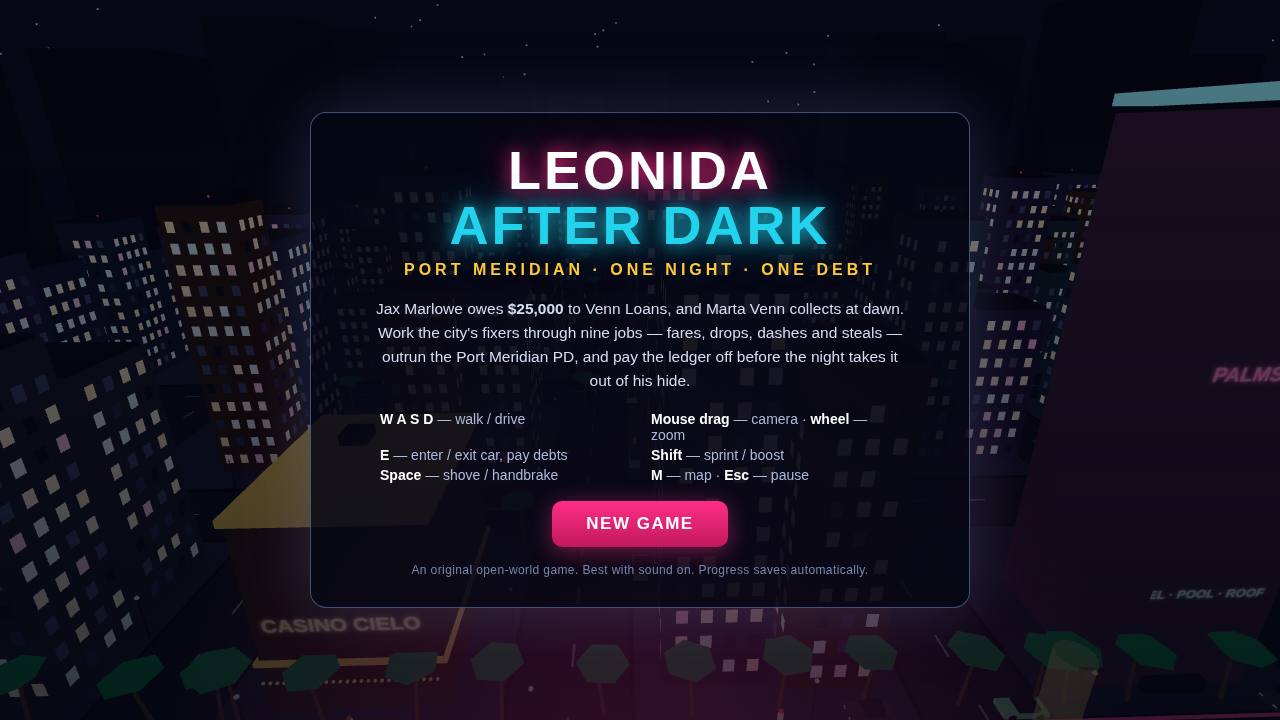 LEONIDA
AFTER DARK
PORT MERIDIAN · ONE NIGHT · ONE DEBT
Jax Marlowe owes $25,000 to Venn Loans, and Marta Venn collects at dawn.
Work the city's fixers through nine jobs — fares, drops, dashes and steals —
outrun the Port Meridian PD, and pay the ledger off before the night takes it
out of his hide.
W A S D — walk / drive
Mouse drag — camera · wheel —
zoom
E — enter / exit car, pay debts
Shift — sprint / boost
Space — shove / handbrake
M — map · Esc — pause
PALMS
NEW GAME
An original open-world game. Best with sound on. Progress saves automatically.
EL · POOL · ROOF
CASINO CIELO